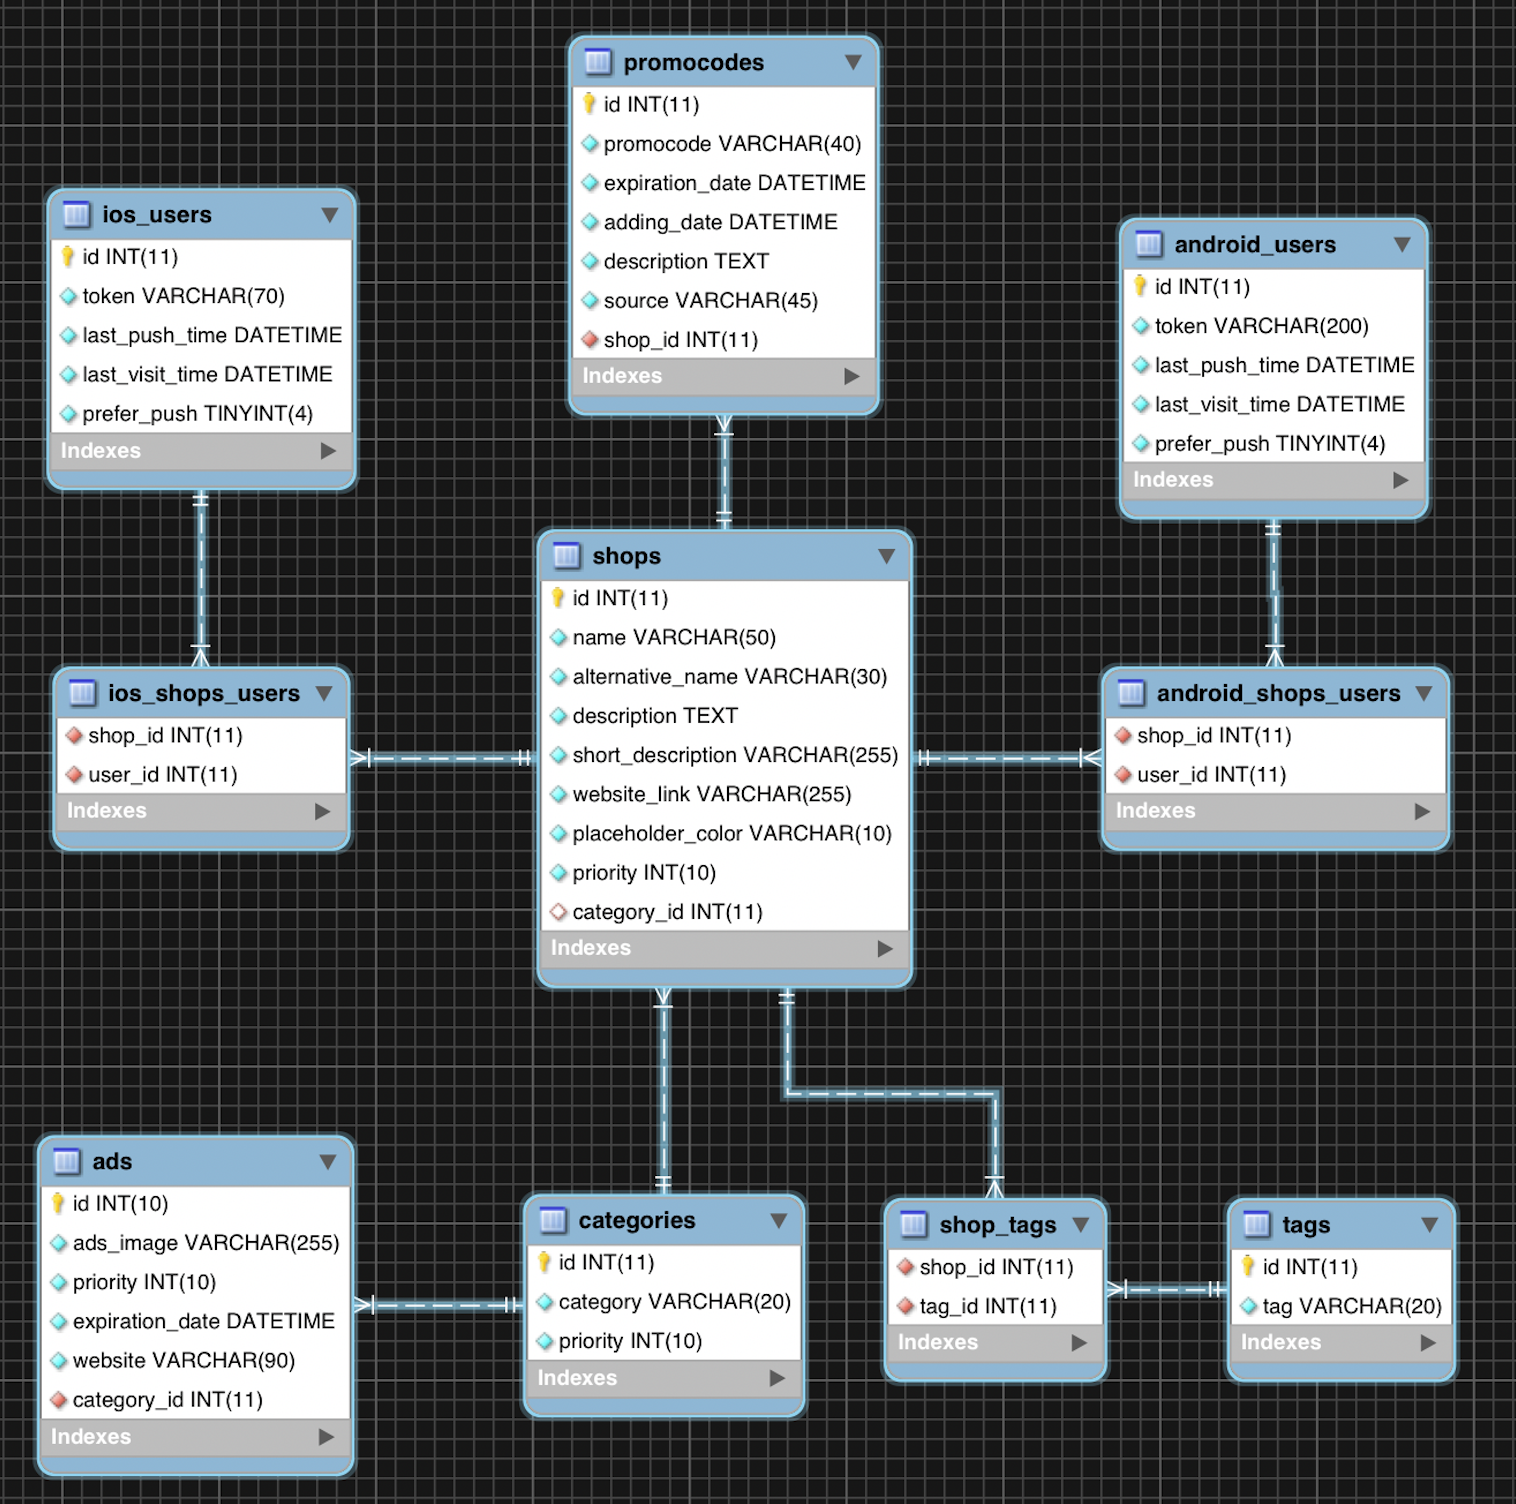 promocodes
id INT(11)
promocode VARCHAR(40)
expiration_date DATETIME
adding_date DATETIME
description TEXT
source VARCHAR(45)
shop_id INT(11)
Indexes
ios_users
id INT(11)
token VARCHAR(70)
last_push_time DATETIME
last_visit_time DATETIME
prefer_push TINYINT(4)
Indexes
android_users
id INT(11)
token VARCHAR(200)
last_push_time DATETIME
last_visit_time DATETIME
prefer_push TINYINT(4)
Indexes
shops
id INT(11)
name VARCHAR(50)
alternative_name VARCHAR(30)
description TEXT
short_description VARCHAR(255)
website_link VARCHAR(255)
placeholder_color VARCHAR(10)
priority INT(10)
category_id INT(11)
Indexes
ios_shops_users
shop_id INT(11)
user_id INT(11)
Indexes
android_shops_users
shop_id INT(11)
user_id INT(11)
Indexes
ads
id INT(10)
ads_image VARCHAR(255)
priority INT(10)
expiration_date DATETIME
website VARCHAR(90)
category_id INT(11)
Indexes
categories
id INT(11)
category VARCHAR(20)
priority INT(10)
Indexes
shop_tags
shop_id INT(11)
tag_id INT(11)
Indexes
tags
id INT(11)
tag VARCHAR(20)
Indexes